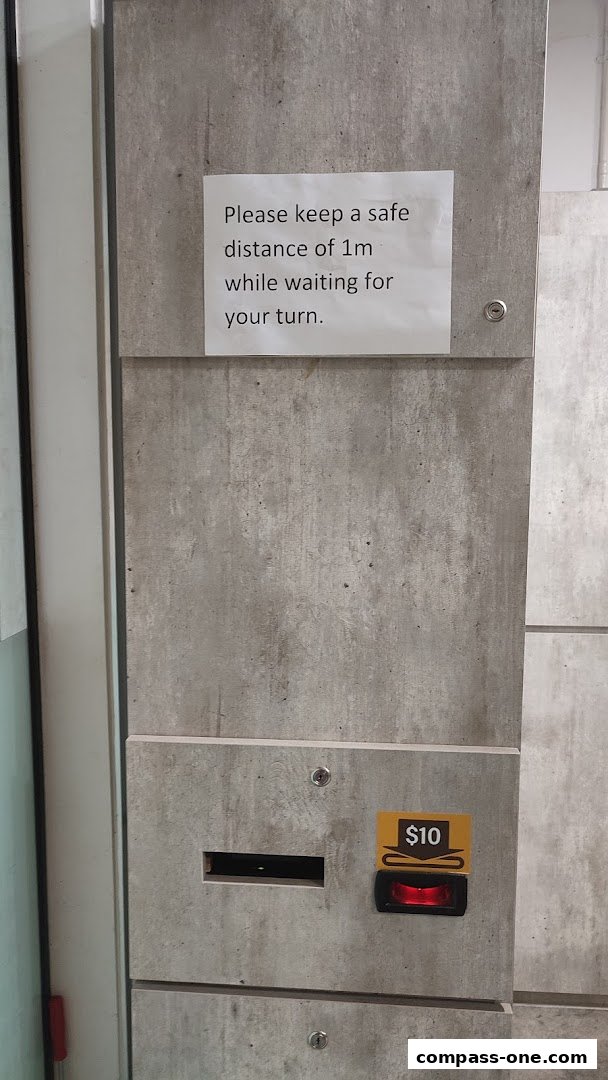 Please keep a safe
distance of 1m
while waiting for
your turn.
$10
compass-one.com